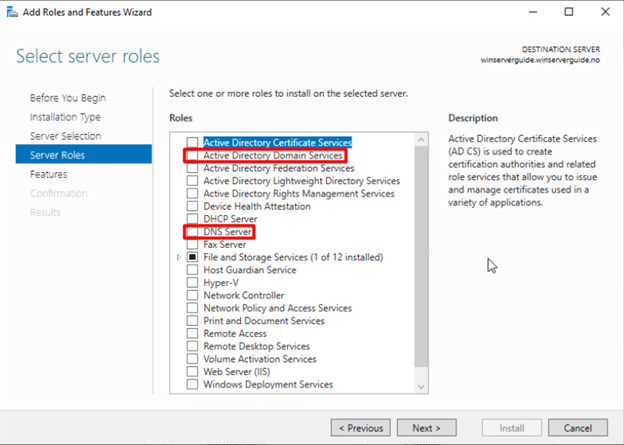 Add Roles and Features Wizard
Select server roles
DESTINATION SERVER
winserverguide.winserverguide.no
Before You Begin
Installation Type
Server Selection
Server Roles
Features
Confirmation
Results
Select one or more roles to install on the selected server.
Roles
Active Directory Certificate Services
Active Directory Domain Services
Active Directory Federation Services
Active Directory Lightweight Directory Services
Active Directory Rights Management Services
Device Health Attestation
DHCP Server
DNS Server
Fax Server
File and Storage Services (1 of 12 installed)
Host Guardian Service
Hyper-V
Network Controller
Network Policy and Access Services
Print and Document Services
Remote Access
Remote Desktop Services
Volume Activation Services
Web Server (IIS)
Windows Deployment Services
Description
Active Directory Certificate Services
(AD CS) is used to create
certification authorities and related
role services that allow you to issue
and manage certificates used in a
variety of applications.
< Previous
Next >
Install
Cancel